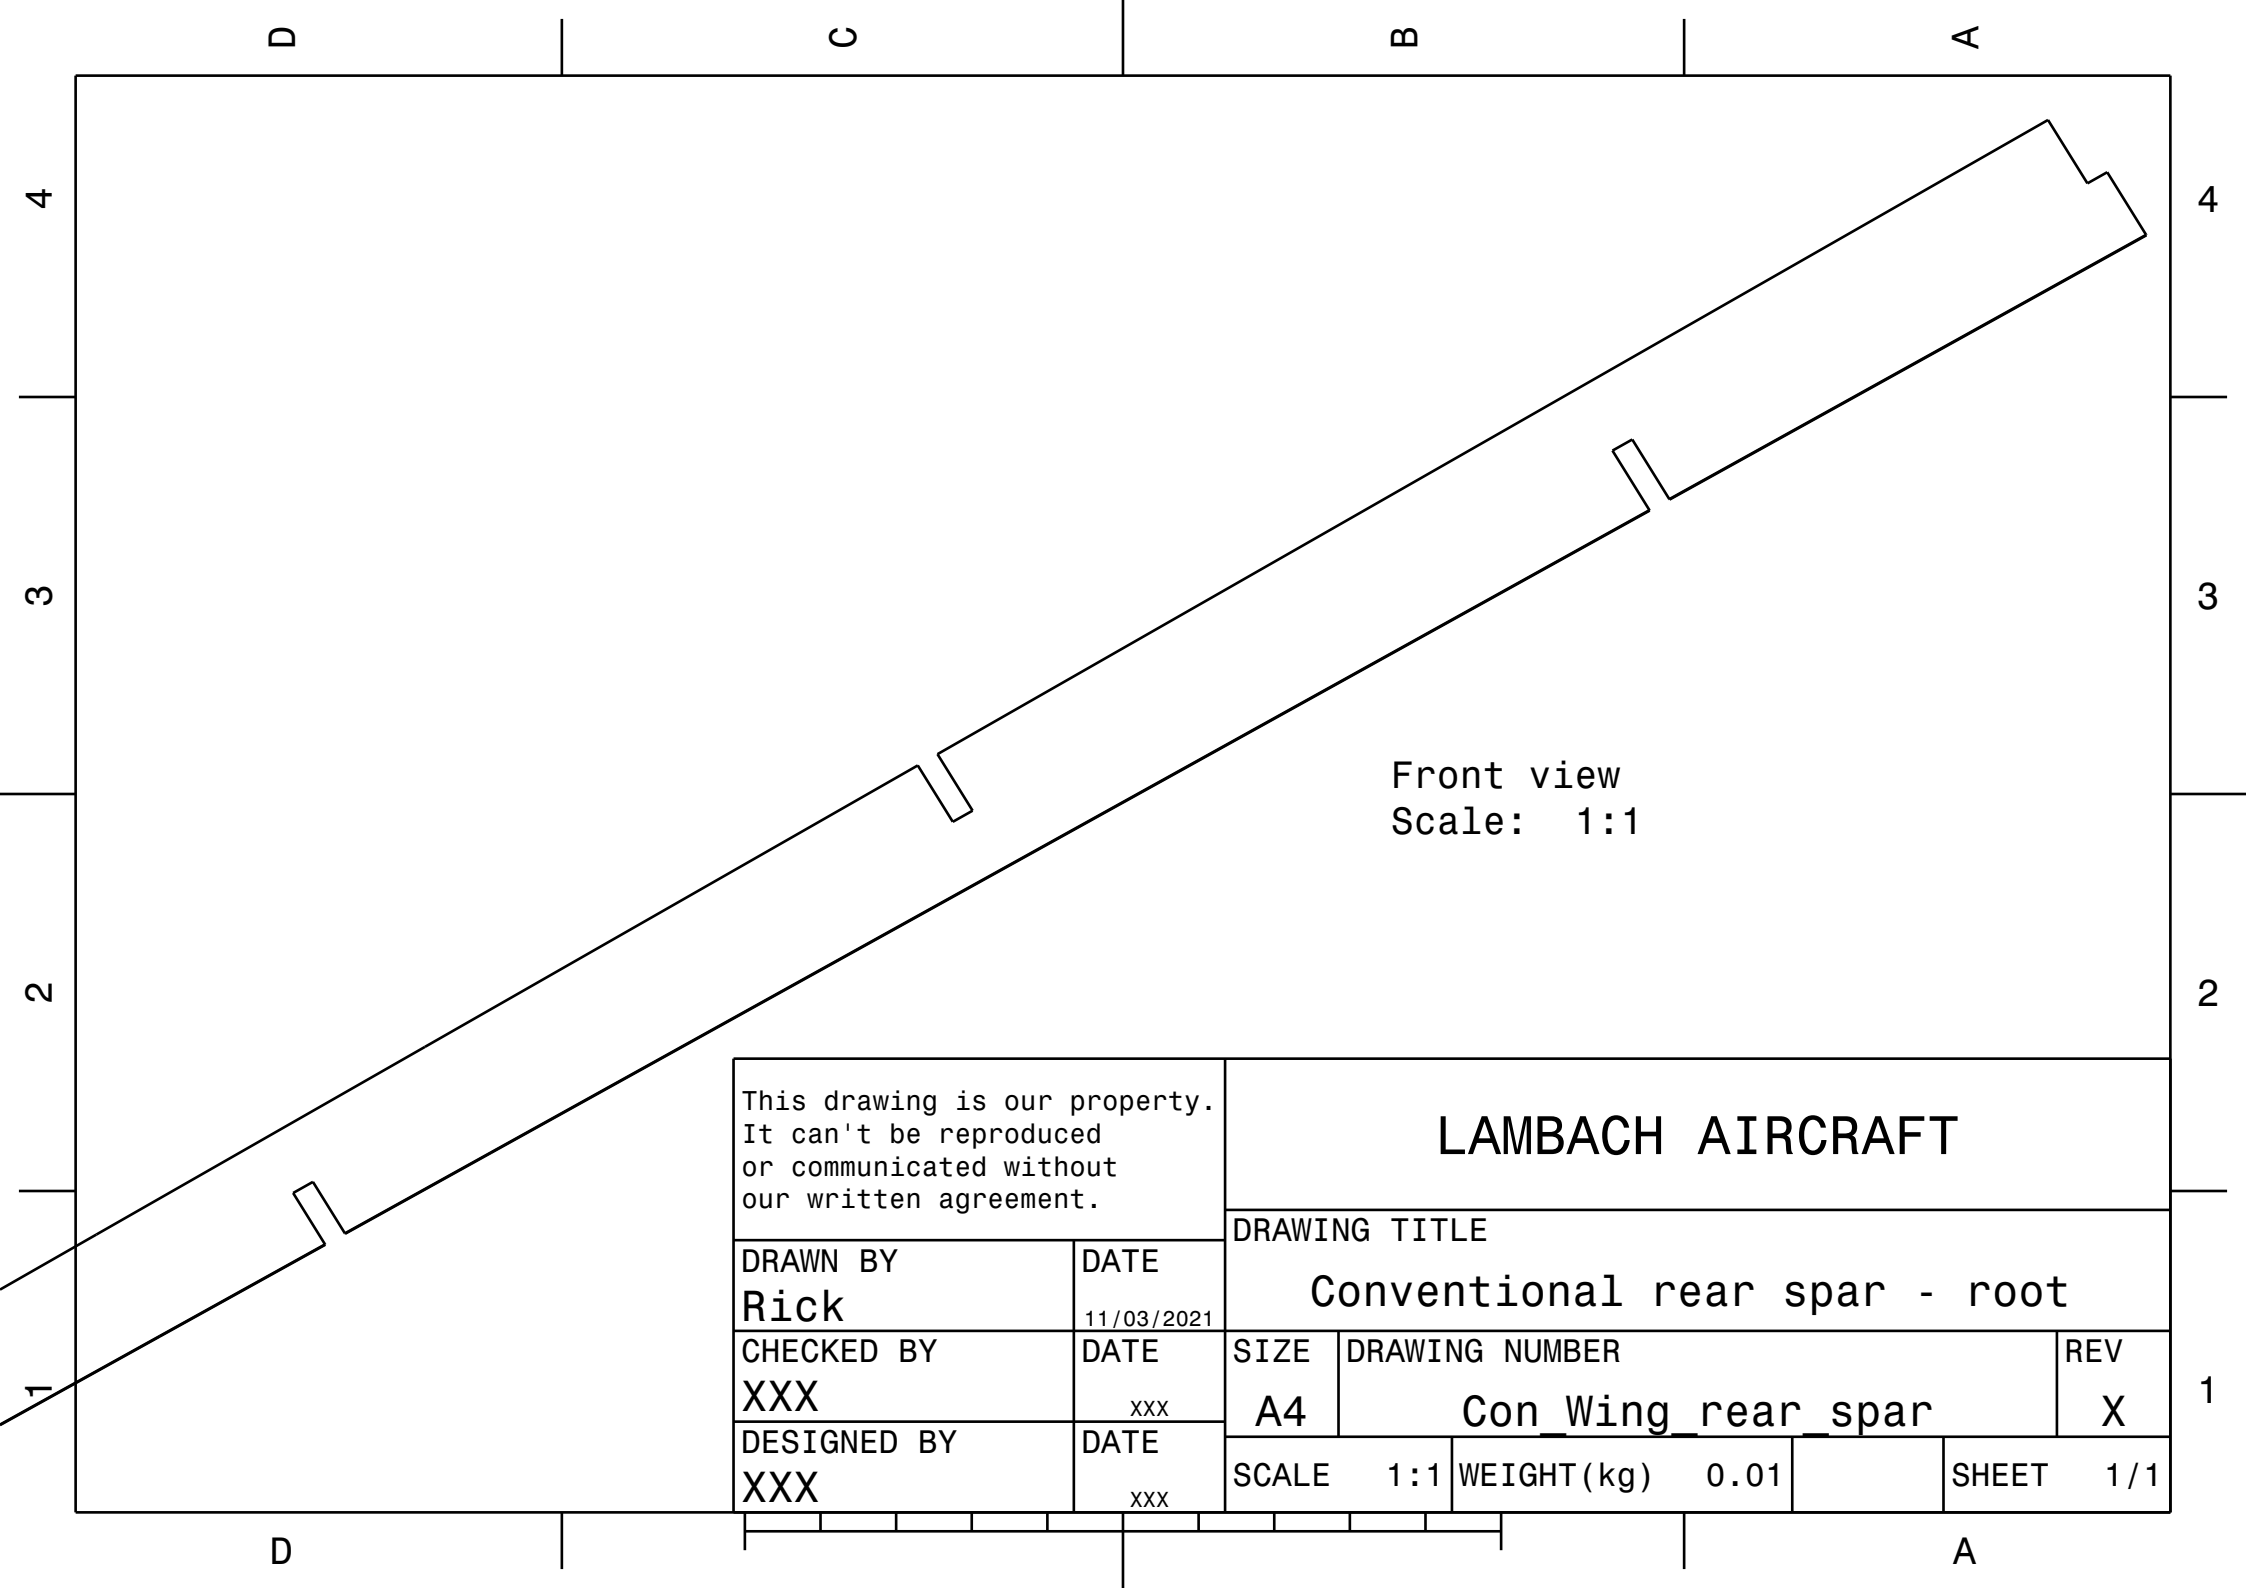 D C B A
4 4
3 3
Front view
Scale: 1:1
2 2
This drawing is our property.
It can't be reproduced
or communicated without
our written agreement.
LAMBACH AIRCRAFT
DRAWING TITLE
Conventional rear spar - root
DRAWN BY DATE
Rick 11/03/2021
CHECKED BY DATE
XXX XXX
DESIGNED BY DATE
XXX XXX
SIZE DRAWING NUMBER REV
A4 Con_Wing_rear_spar X
SCALE 1:1 WEIGHT(kg) 0.01 SHEET 1/1
1 1
D A